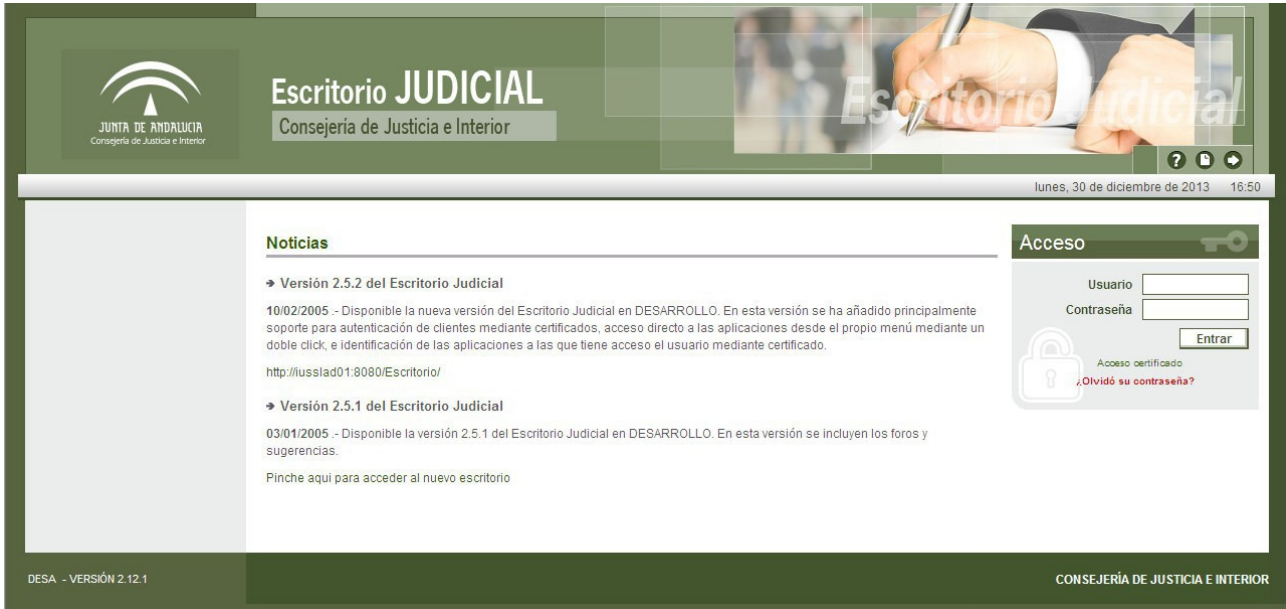 JUNTA DE ANDALUCIA
Consejería de Justicia e Interior
Escritorio JUDICIAL
Consejería de Justicia e Interior
Escritorio Judicial
lunes, 30 de diciembre de 2013 16:50
Noticias
Versión 2.5.2 del Escritorio Judicial
10/02/2005 .- Disponible la nueva versión del Escritorio Judicial en DESARROLLO. En esta versión se ha añadido principalmente
soporte para autenticación de clientes mediante certificados, acceso directo a las aplicaciones desde el propio menú mediante un
doble click, e identificación de las aplicaciones a las que tiene acceso el usuario mediante certificado.
http://iusslad01:8080/Escritorio/
Versión 2.5.1 del Escritorio Judicial
03/01/2005 .- Disponible la versión 2.5.1 del Escritorio Judicial en DESARROLLO. En esta versión se incluyen los foros y
sugerencias.
Pinche aqui para acceder al nuevo escritorio
Acceso
Usuario
Contraseña
Entrar
Acceso certificado
¿Olvidó su contraseña?
DESA - VERSIÓN 2.12.1
CONSEJERÍA DE JUSTICIA E INTERIOR